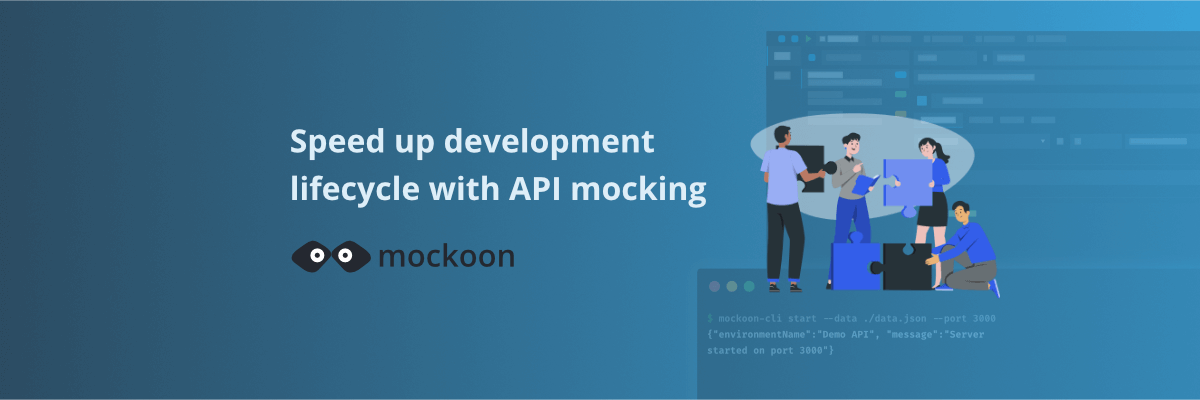 Speed up development
lifecycle with API mocking
mockoon
$ mockoon-cli start --data ./data.json --port 3000
{"environmentName":"Demo API", "message":"Server
started on port 3000"}